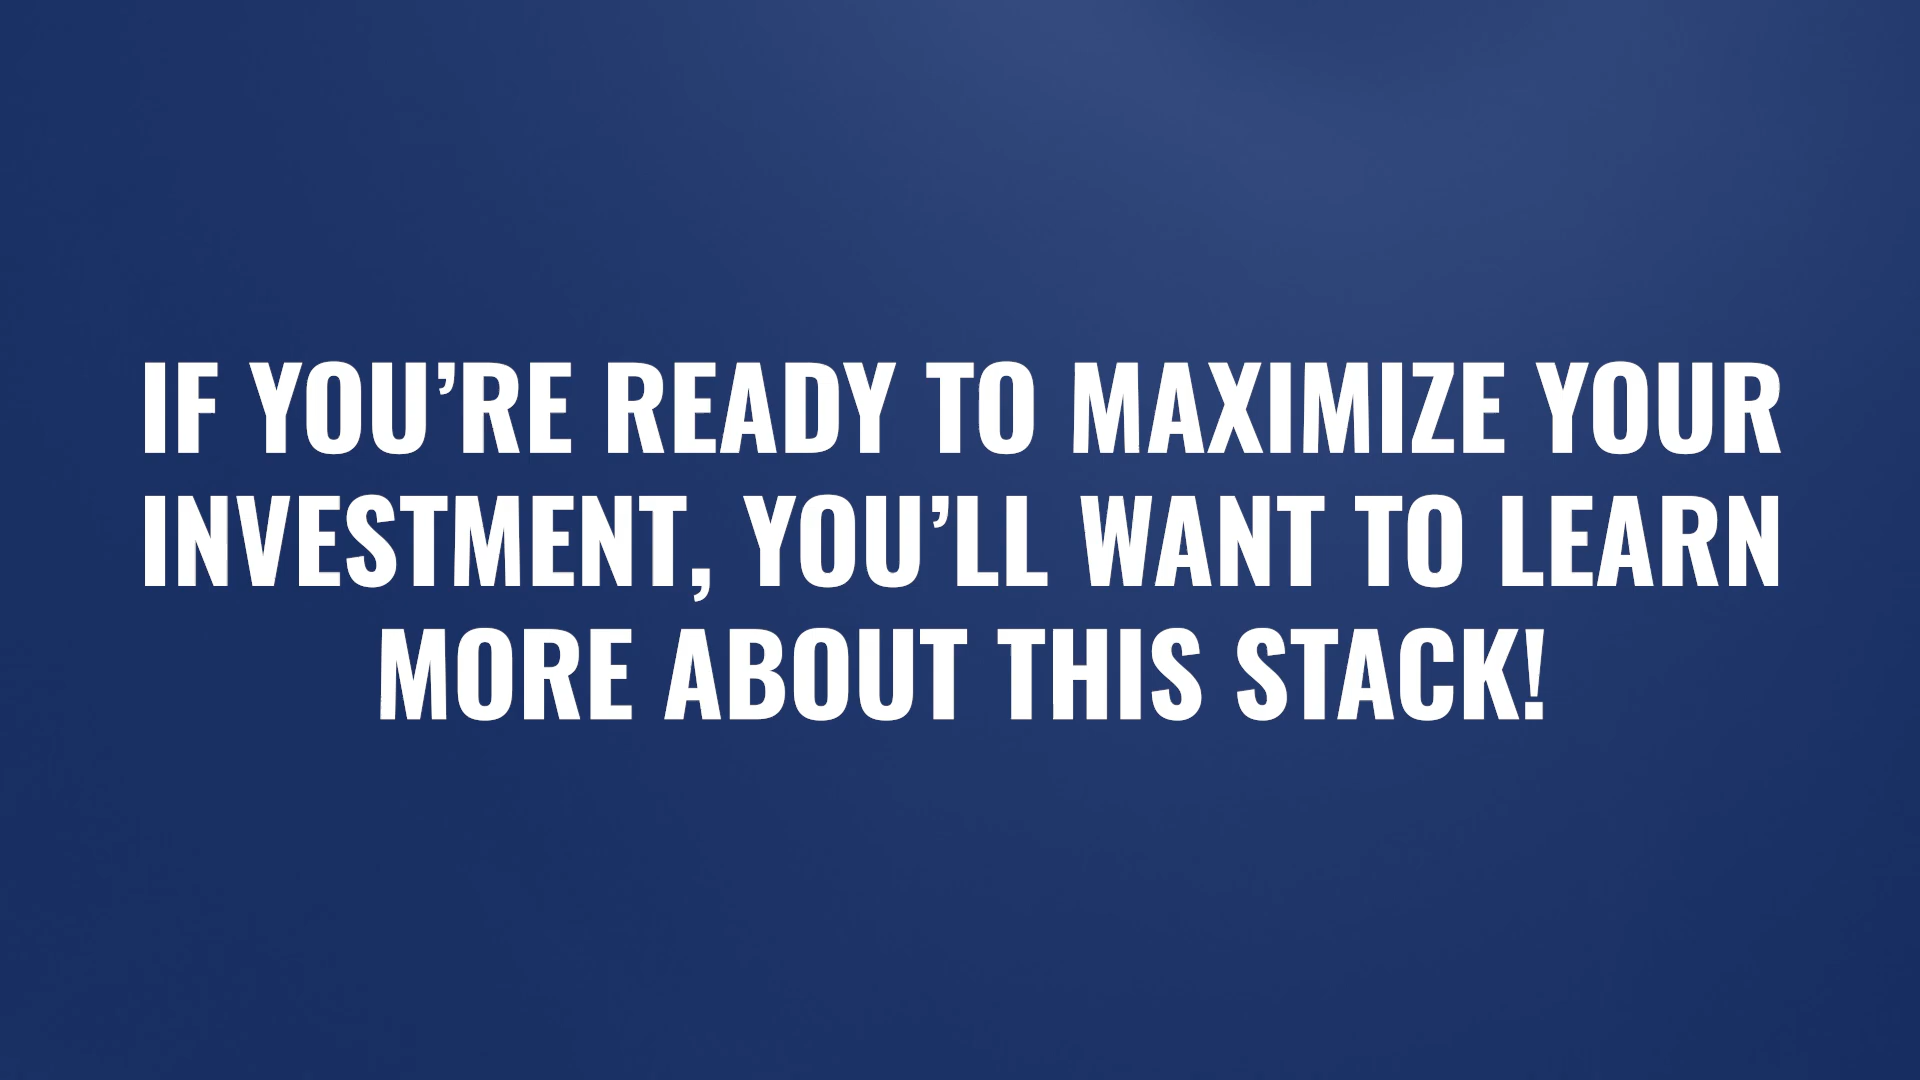 IF YOU’RE READY TO MAXIMIZE YOUR
INVESTMENT, YOU’LL WANT TO LEARN
MORE ABOUT THIS STACK!